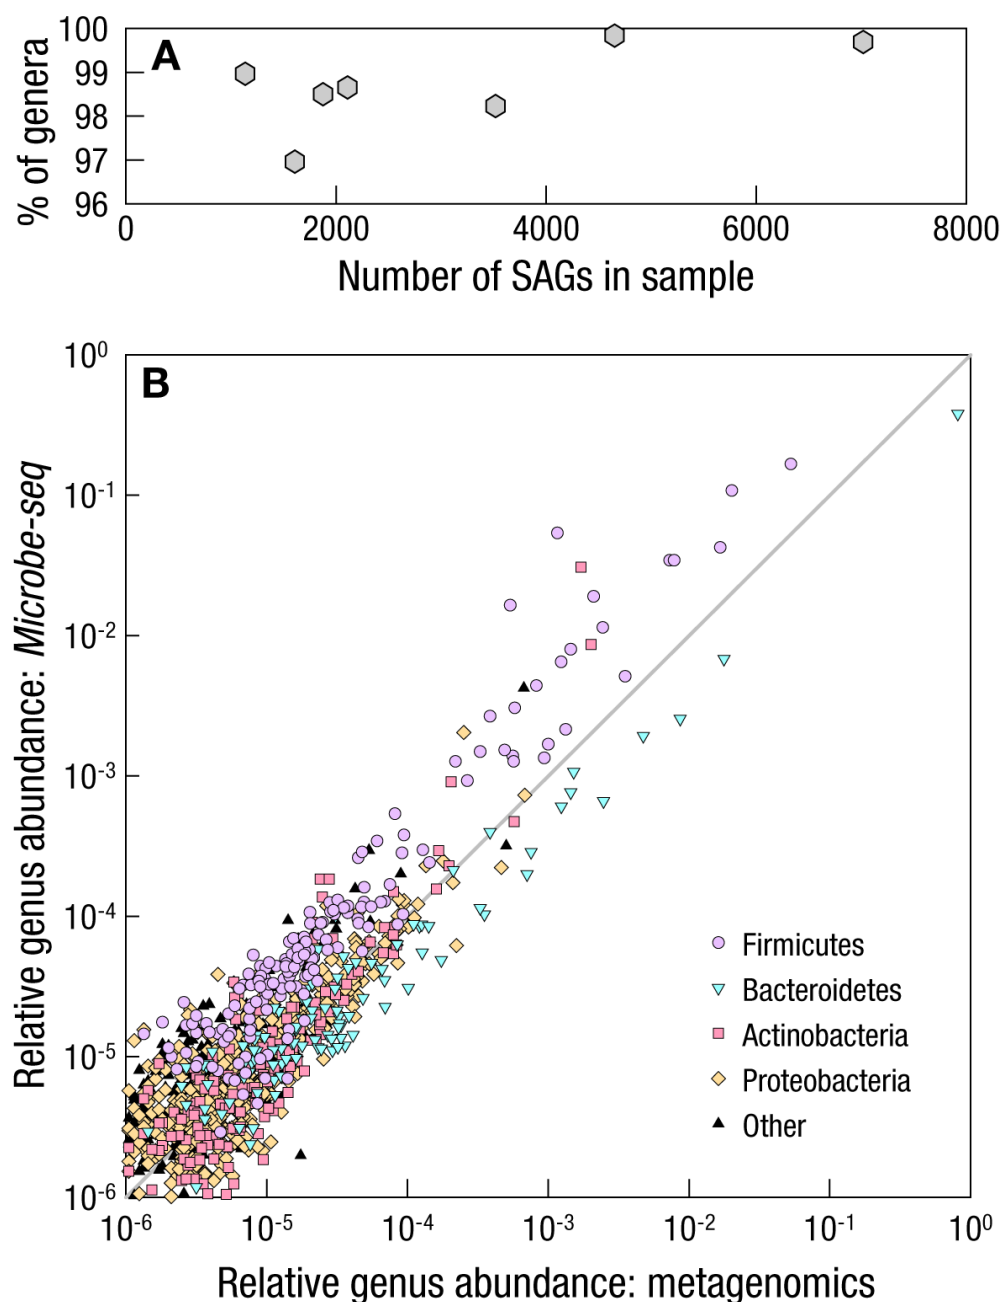 A
% of genera
100
99
98
97
96
0 2000 4000 6000 8000
Number of SAGs in sample
B
Relative genus abundance: Microbe-seq
10⁰
10⁻¹
10⁻²
10⁻³
10⁻⁴
10⁻⁵
10⁻⁶
Firmicutes
Bacteroidetes
Actinobacteria
Proteobacteria
Other
10⁻⁶ 10⁻⁵ 10⁻⁴ 10⁻³ 10⁻² 10⁻¹ 10⁰
Relative genus abundance: metagenomics